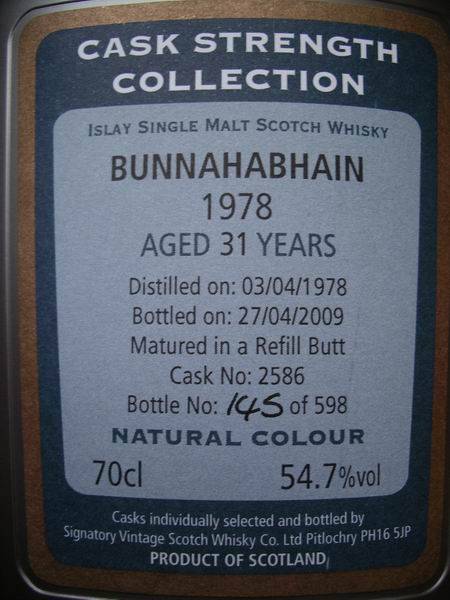 CASK STRENGTH
COLLECTION
ISLAY SINGLE MALT SCOTCH WHISKY
BUNNAHABHAIN
1978
AGED 31 YEARS
Distilled on: 03/04/1978
Bottled on: 27/04/2009
Matured in a Refill Butt
Cask No: 2586
Bottle No: 145 of 598
NATURAL COLOUR
70cl 54.7%vol
Casks individually selected and bottled by
Signatory Vintage Scotch Whisky Co. Ltd Pitlochry PH16 5JP
PRODUCT OF SCOTLAND